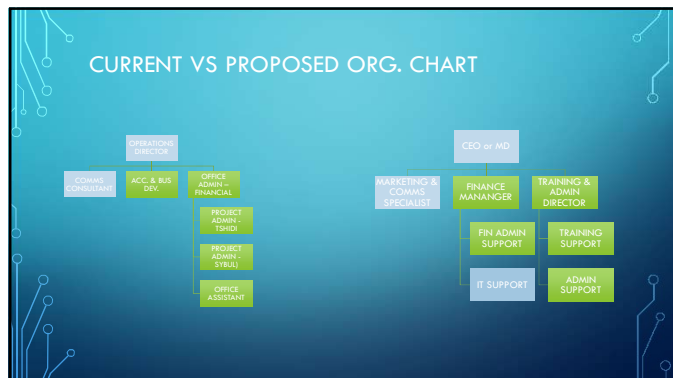 CURRENT VS PROPOSED ORG. CHART
OPERATIONS
DIRECTOR
COMMS
CONSULTANT
ACC. & BUS
DEV.
OFFICE
ADMIN –
FINANCIAL
PROJECT
ADMIN -
TSHIDI
PROJECT
ADMIN -
SYBUL)
OFFICE
ASSISTANT
CEO or MD
MARKETING &
COMMS
SPECIALIST
FINANCE
MANANGER
TRAINING &
ADMIN
DIRECTOR
FIN ADMIN
SUPPORT
TRAINING
SUPPORT
IT SUPPORT
ADMIN
SUPPORT